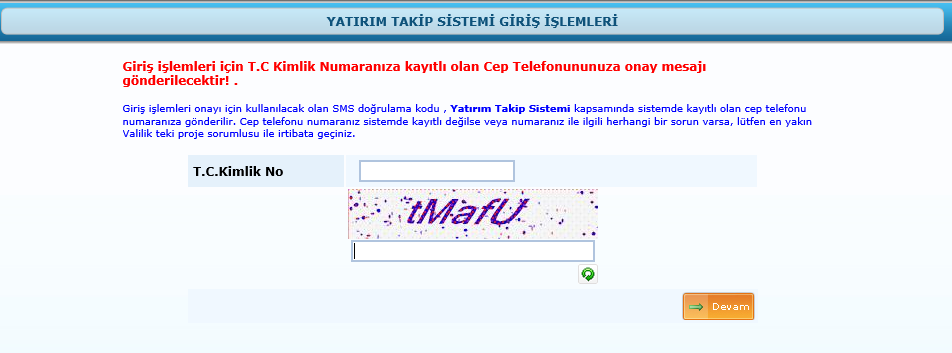 YATIRIM TAKİP SİSTEMİ GİRİŞ İŞLEMLERİ
Giriş işlemleri için T.C Kimlik Numaranıza kayıtlı olan Cep Telefonununuza onay mesajı
gönderilecektir! .
Giriş işlemleri onayı için kullanılacak olan SMS doğrulama kodu , Yatırım Takip Sistemi kapsamında sistemde kayıtlı olan cep telefonu
numaranıza gönderilir. Cep telefonu numaranız sistemde kayıtlı değilse veya numaranız ile ilgili herhangi bir sorun varsa, lütfen en yakın
Valilik teki proje sorumlusu ile irtibata geçiniz.
T.C.Kimlik No
tMafU
Devam